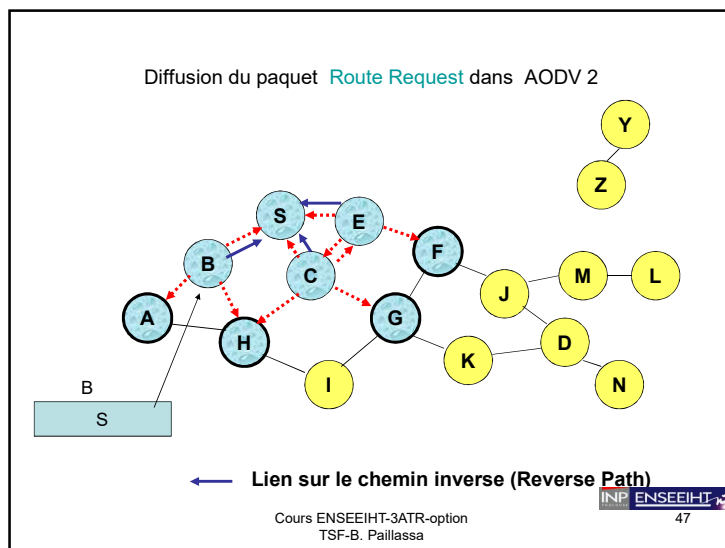 Diffusion du paquet Route Request dans AODV 2
Y
Z
S
E
F
B
C
M
L
J
A
G
H
D
K
I
N
B
S
Lien sur le chemin inverse (Reverse Path)
INP ENSEEIHT
Cours ENSEEIHT-3ATR-option
47
TSF-B. Paillassa